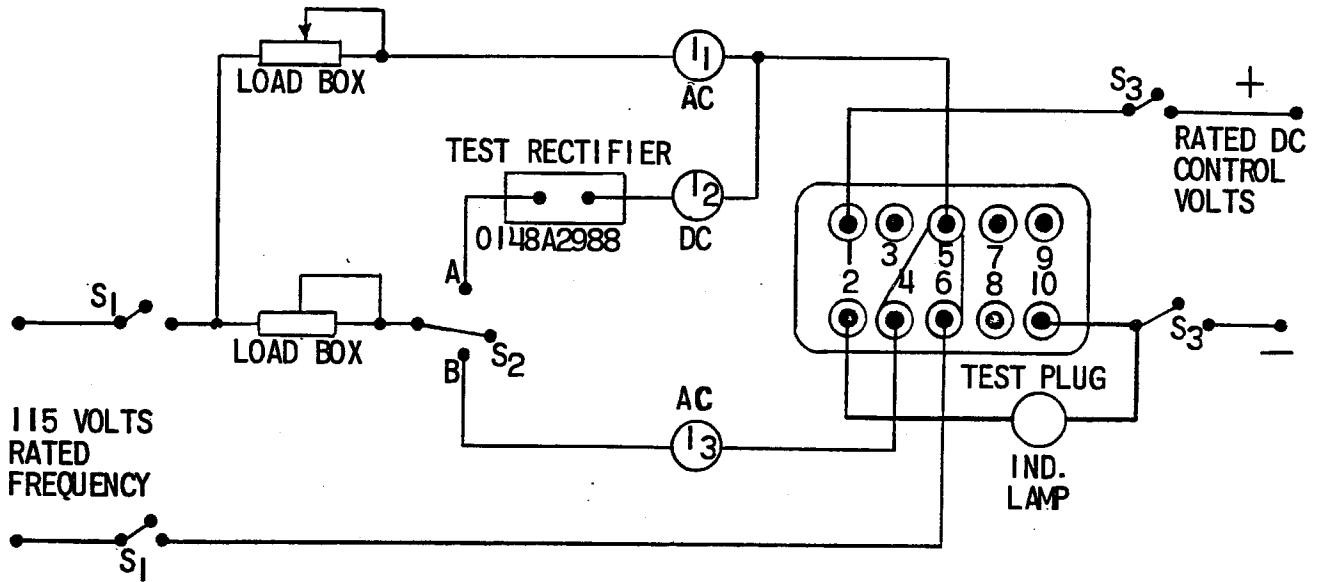 LOAD BOX
I1
AC
S3
+
RATED DC
CONTROL
VOLTS
TEST RECTIFIER
0148A2988
I2
DC
1 3 5 7 9
2 4 6 8 10
TEST PLUG
S1
LOAD BOX
A
B
S2
S3
—
AC
I3
IND.
LAMP
115 VOLTS
RATED
FREQUENCY
S1